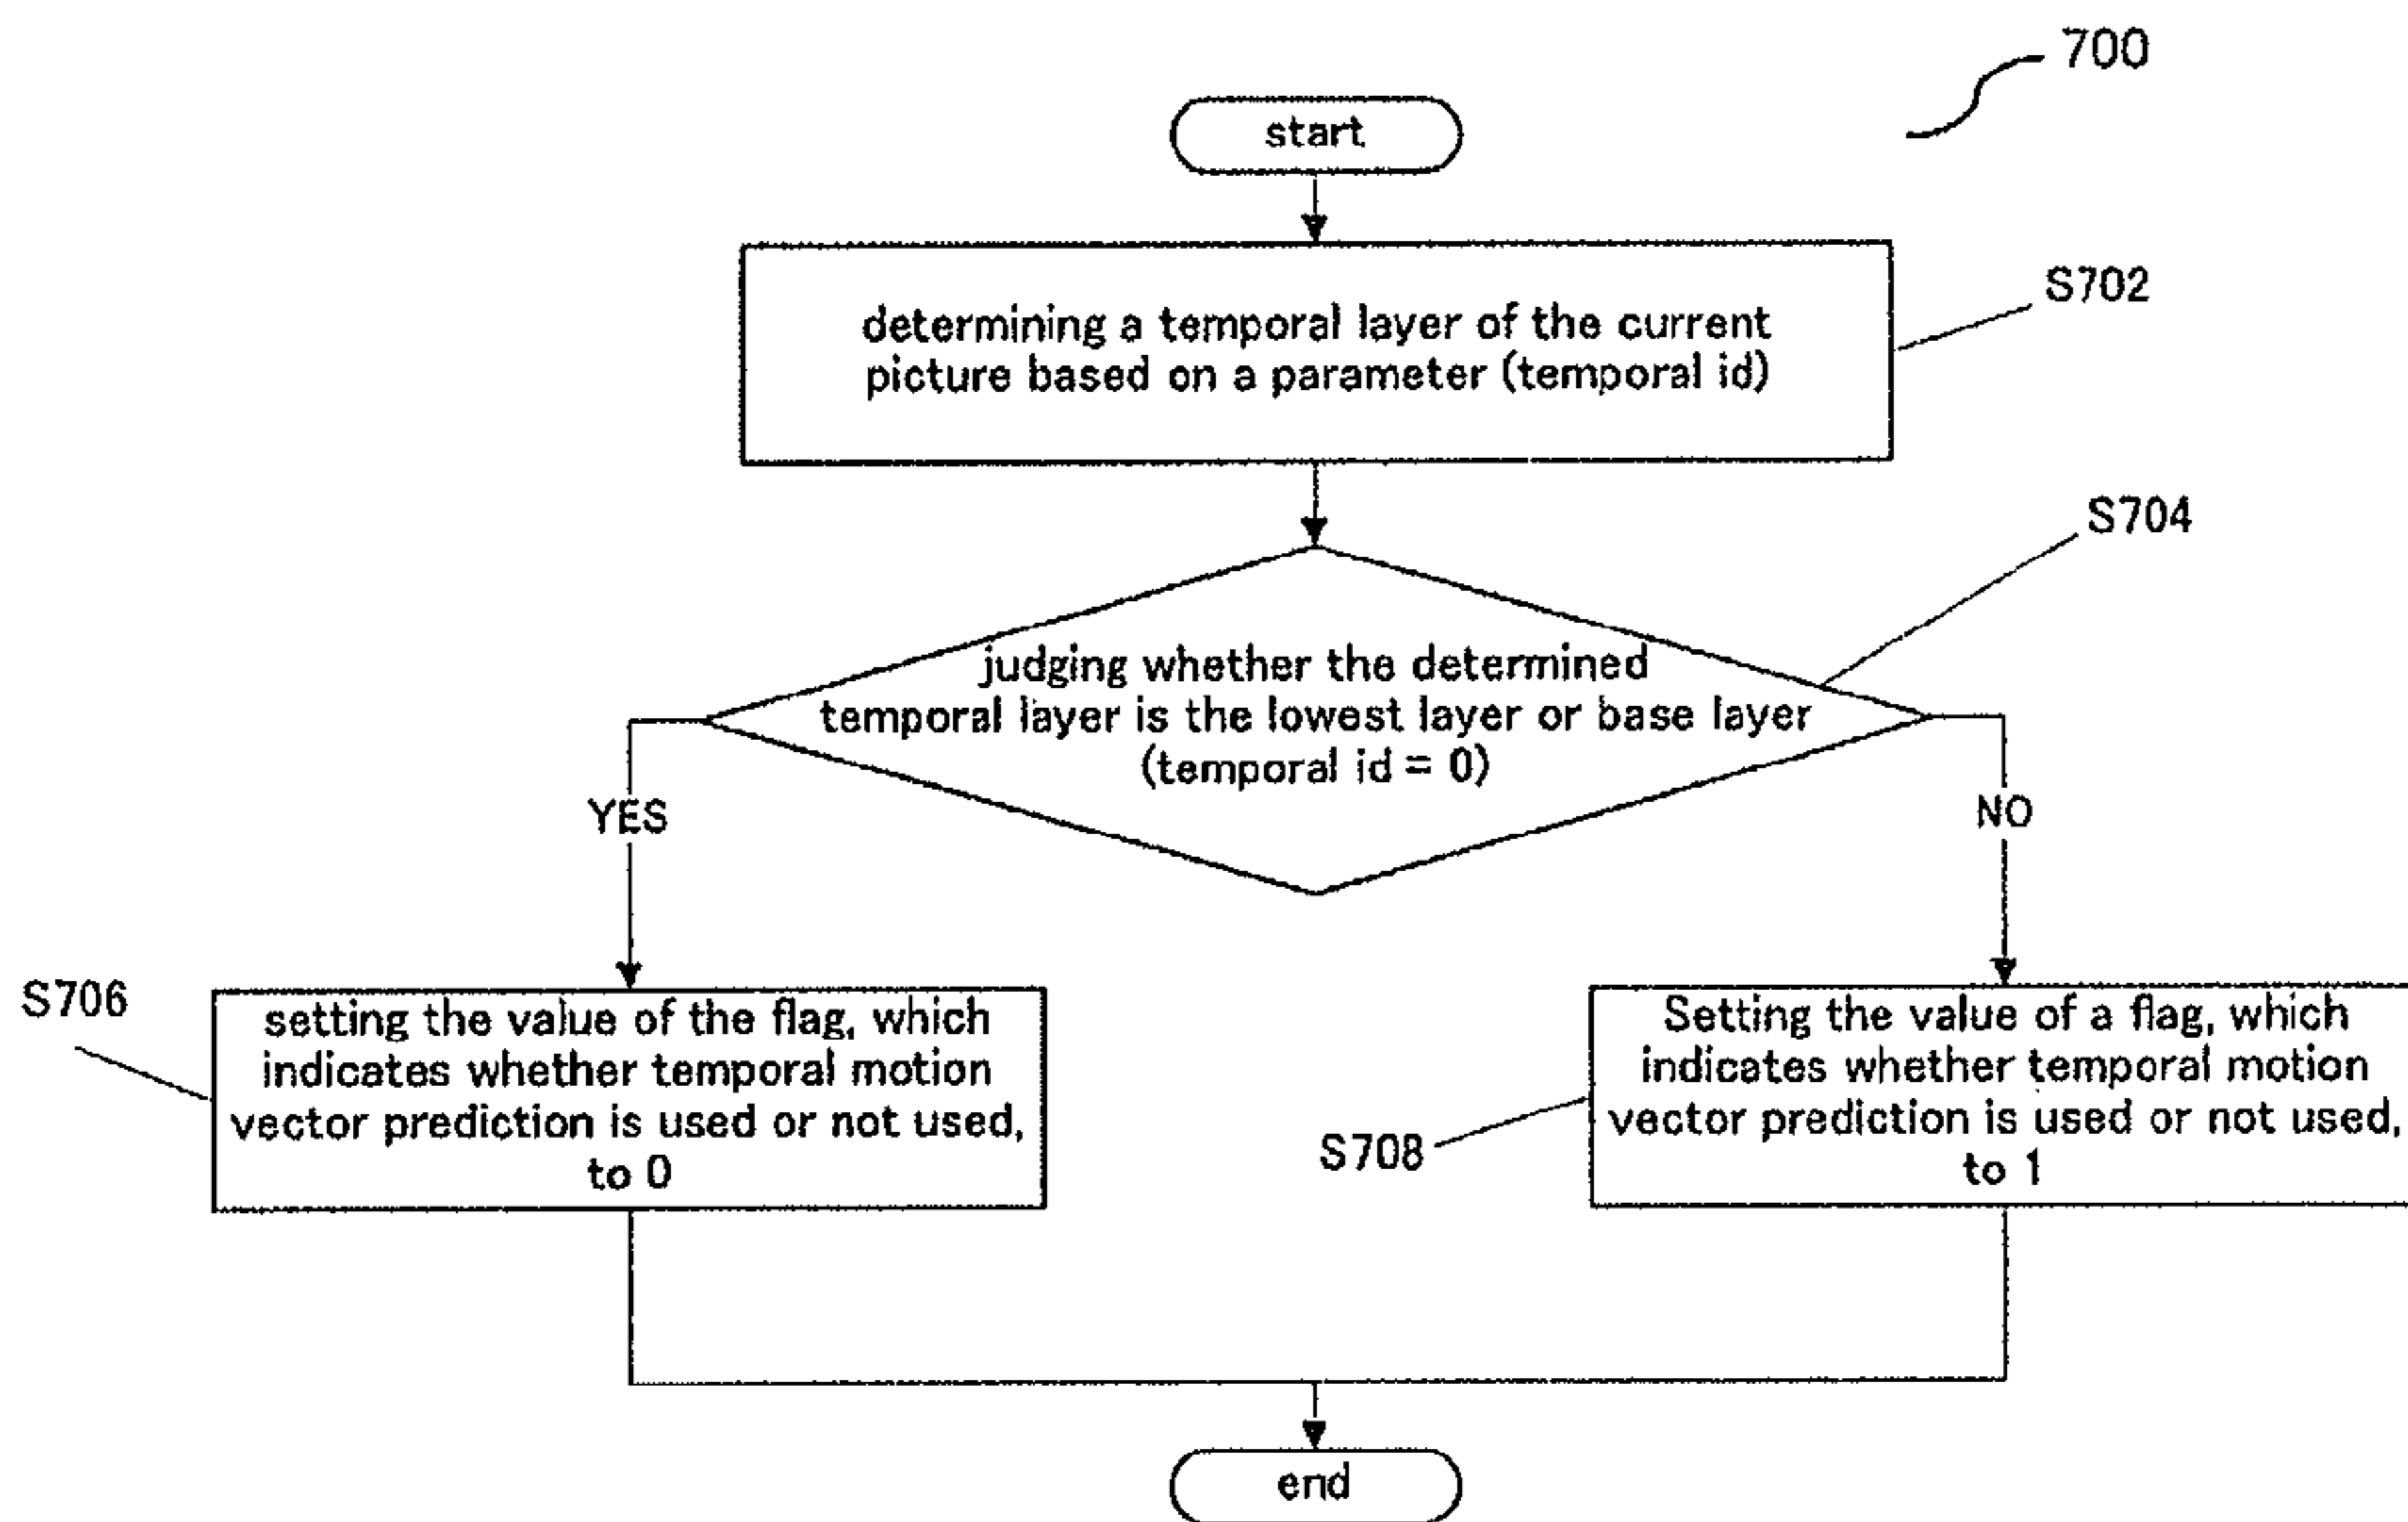 700
start
determining a temporal layer of the current
picture based on a parameter (temporal id)
S702
S704
judging whether the determined
temporal layer is the lowest layer or base layer
(temporal id = 0)
YES
NO
S706
setting the value of the flag, which
indicates whether temporal motion
vector prediction is used or not used,
to 0
S708
Setting the value of a flag, which
indicates whether temporal motion
vector prediction is used or not used,
to 1
end